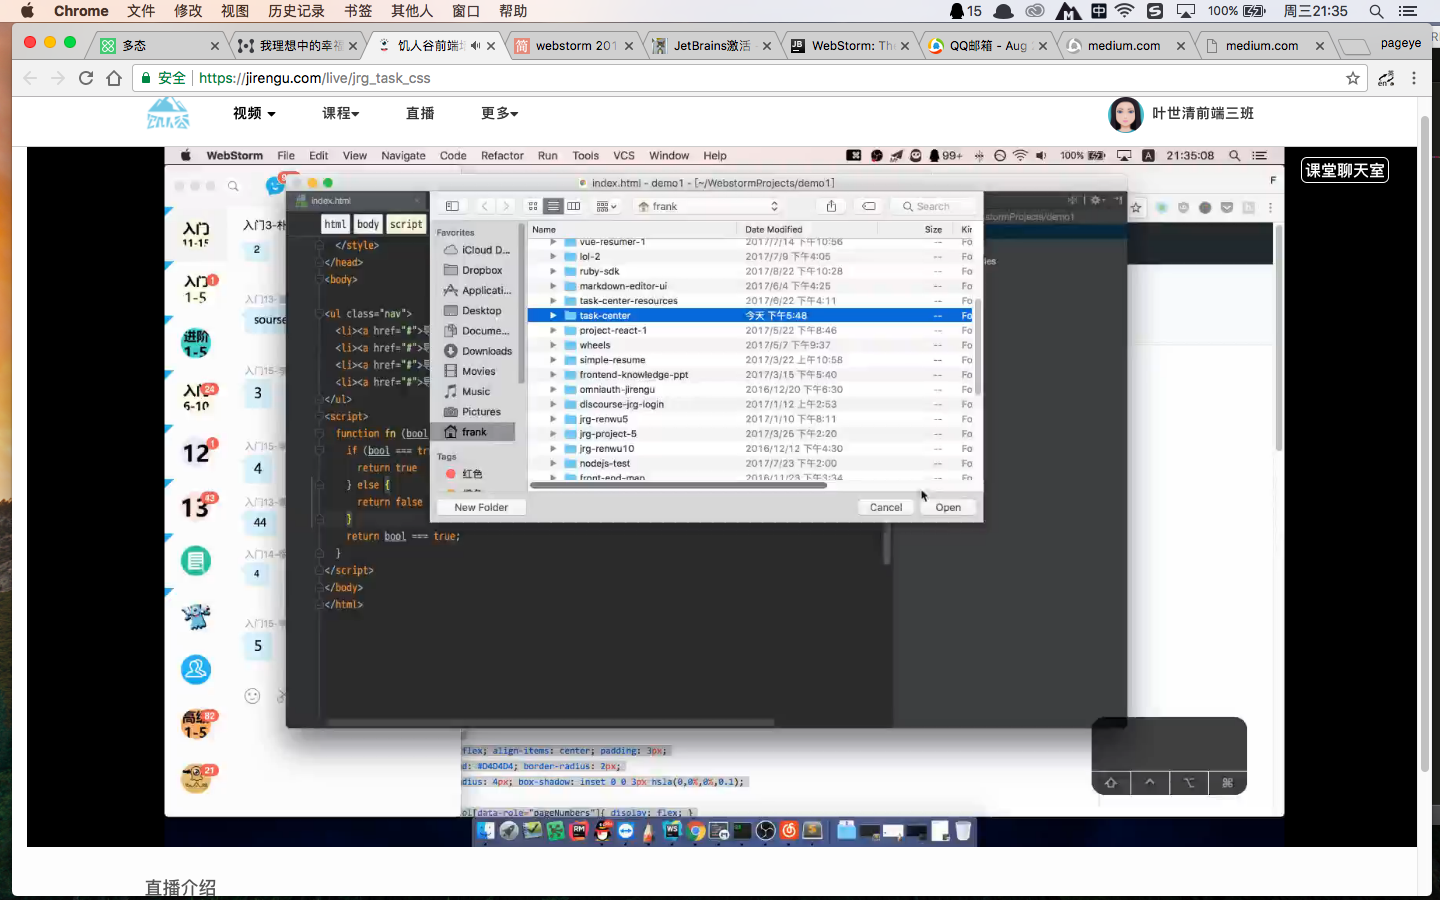 Chrome 文件 修改 视图 历史记录 书签 其他人 窗口 帮助 15 中 100% 周三21:35
多态 我理想中的幸福 饥人谷前端 webstorm 201 JetBrains激活 WebStorm: The QQ邮箱 - Aug medium.com medium.com pageye
安全 https://jirengu.com/live/jrg_task_css
视频 课程 直播 更多 叶世清前端三班
WebStorm File Edit View Navigate Code Refactor Run Tools VCS Window Help 99+ 100% 21:35:08
课堂聊天室
index.html - demo1 - [~/WebstormProjects/demo1]
index.html
frank Search
html body script
Favorites
iCloud D...
Dropbox
Applicati...
Desktop
Docume...
Downloads
Movies
Music
Pictures
frank
Tags
红色
Name Date Modified Size Kir
vue-resumer-1 2017/7/14 下午10:56 --
lol-2 2017/7/9 下午4:05 -- Fo
ruby-sdk 2017/8/22 下午10:28 -- Fo
markdown-editor-ui 2017/6/4 下午4:25 -- Fo
task-center-resources 2017/6/22 下午4:11 -- Fo
task-center 今天 下午5:48 -- Fo
project-react-1 2017/5/22 下午8:46 -- Fo
wheels 2017/5/7 下午9:37 -- Fo
simple-resume 2017/3/22 上午10:58 -- Fo
frontend-knowledge-ppt 2017/3/15 下午5:40 -- Fo
omniauth-jirengu 2016/12/20 下午6:30 -- Fo
discourse-jrg-login 2017/1/12 上午2:53 -- Fo
jrg-renwu5 2017/1/10 下午8:11 -- Fo
jrg-project-5 2017/3/25 下午2:20 -- Fo
jrg-renwu10 2016/12/12 下午4:30 -- Fo
nodejs-test 2017/7/23 下午2:00 -- Fo
front-end-map 2016/11/23 下午3:34 -- Fo
New Folder Cancel Open
</style>
</head>
<body>
<ul class="nav">
<li><a href="#">
<li><a href="#">
<li><a href="#">
<li><a href="#">
</ul>
<script>
function fn (bool
if (bool === tr
return true
} else {
return false
}
return bool === true;
}
</script>
</body>
</html>
入门 11-15
入门 1-5 1
进阶 1-5
入门 6-10 24
12 1
13 43
高级 1-5 82
21
入门3-
2
入门13-
sourse
入门15-
3
入门15-
4
入门13-
44
入门14-
4
入门15-
5
flex; align-items: center; padding: 3px;
d: #D4D4D4; border-radius: 2px;
dius: 4px; box-shadow: inset 0 0 3px hsla(0,0%,0%,0.1);
ol[data-role="pageNumbers"]{ display: flex; }
直播介绍